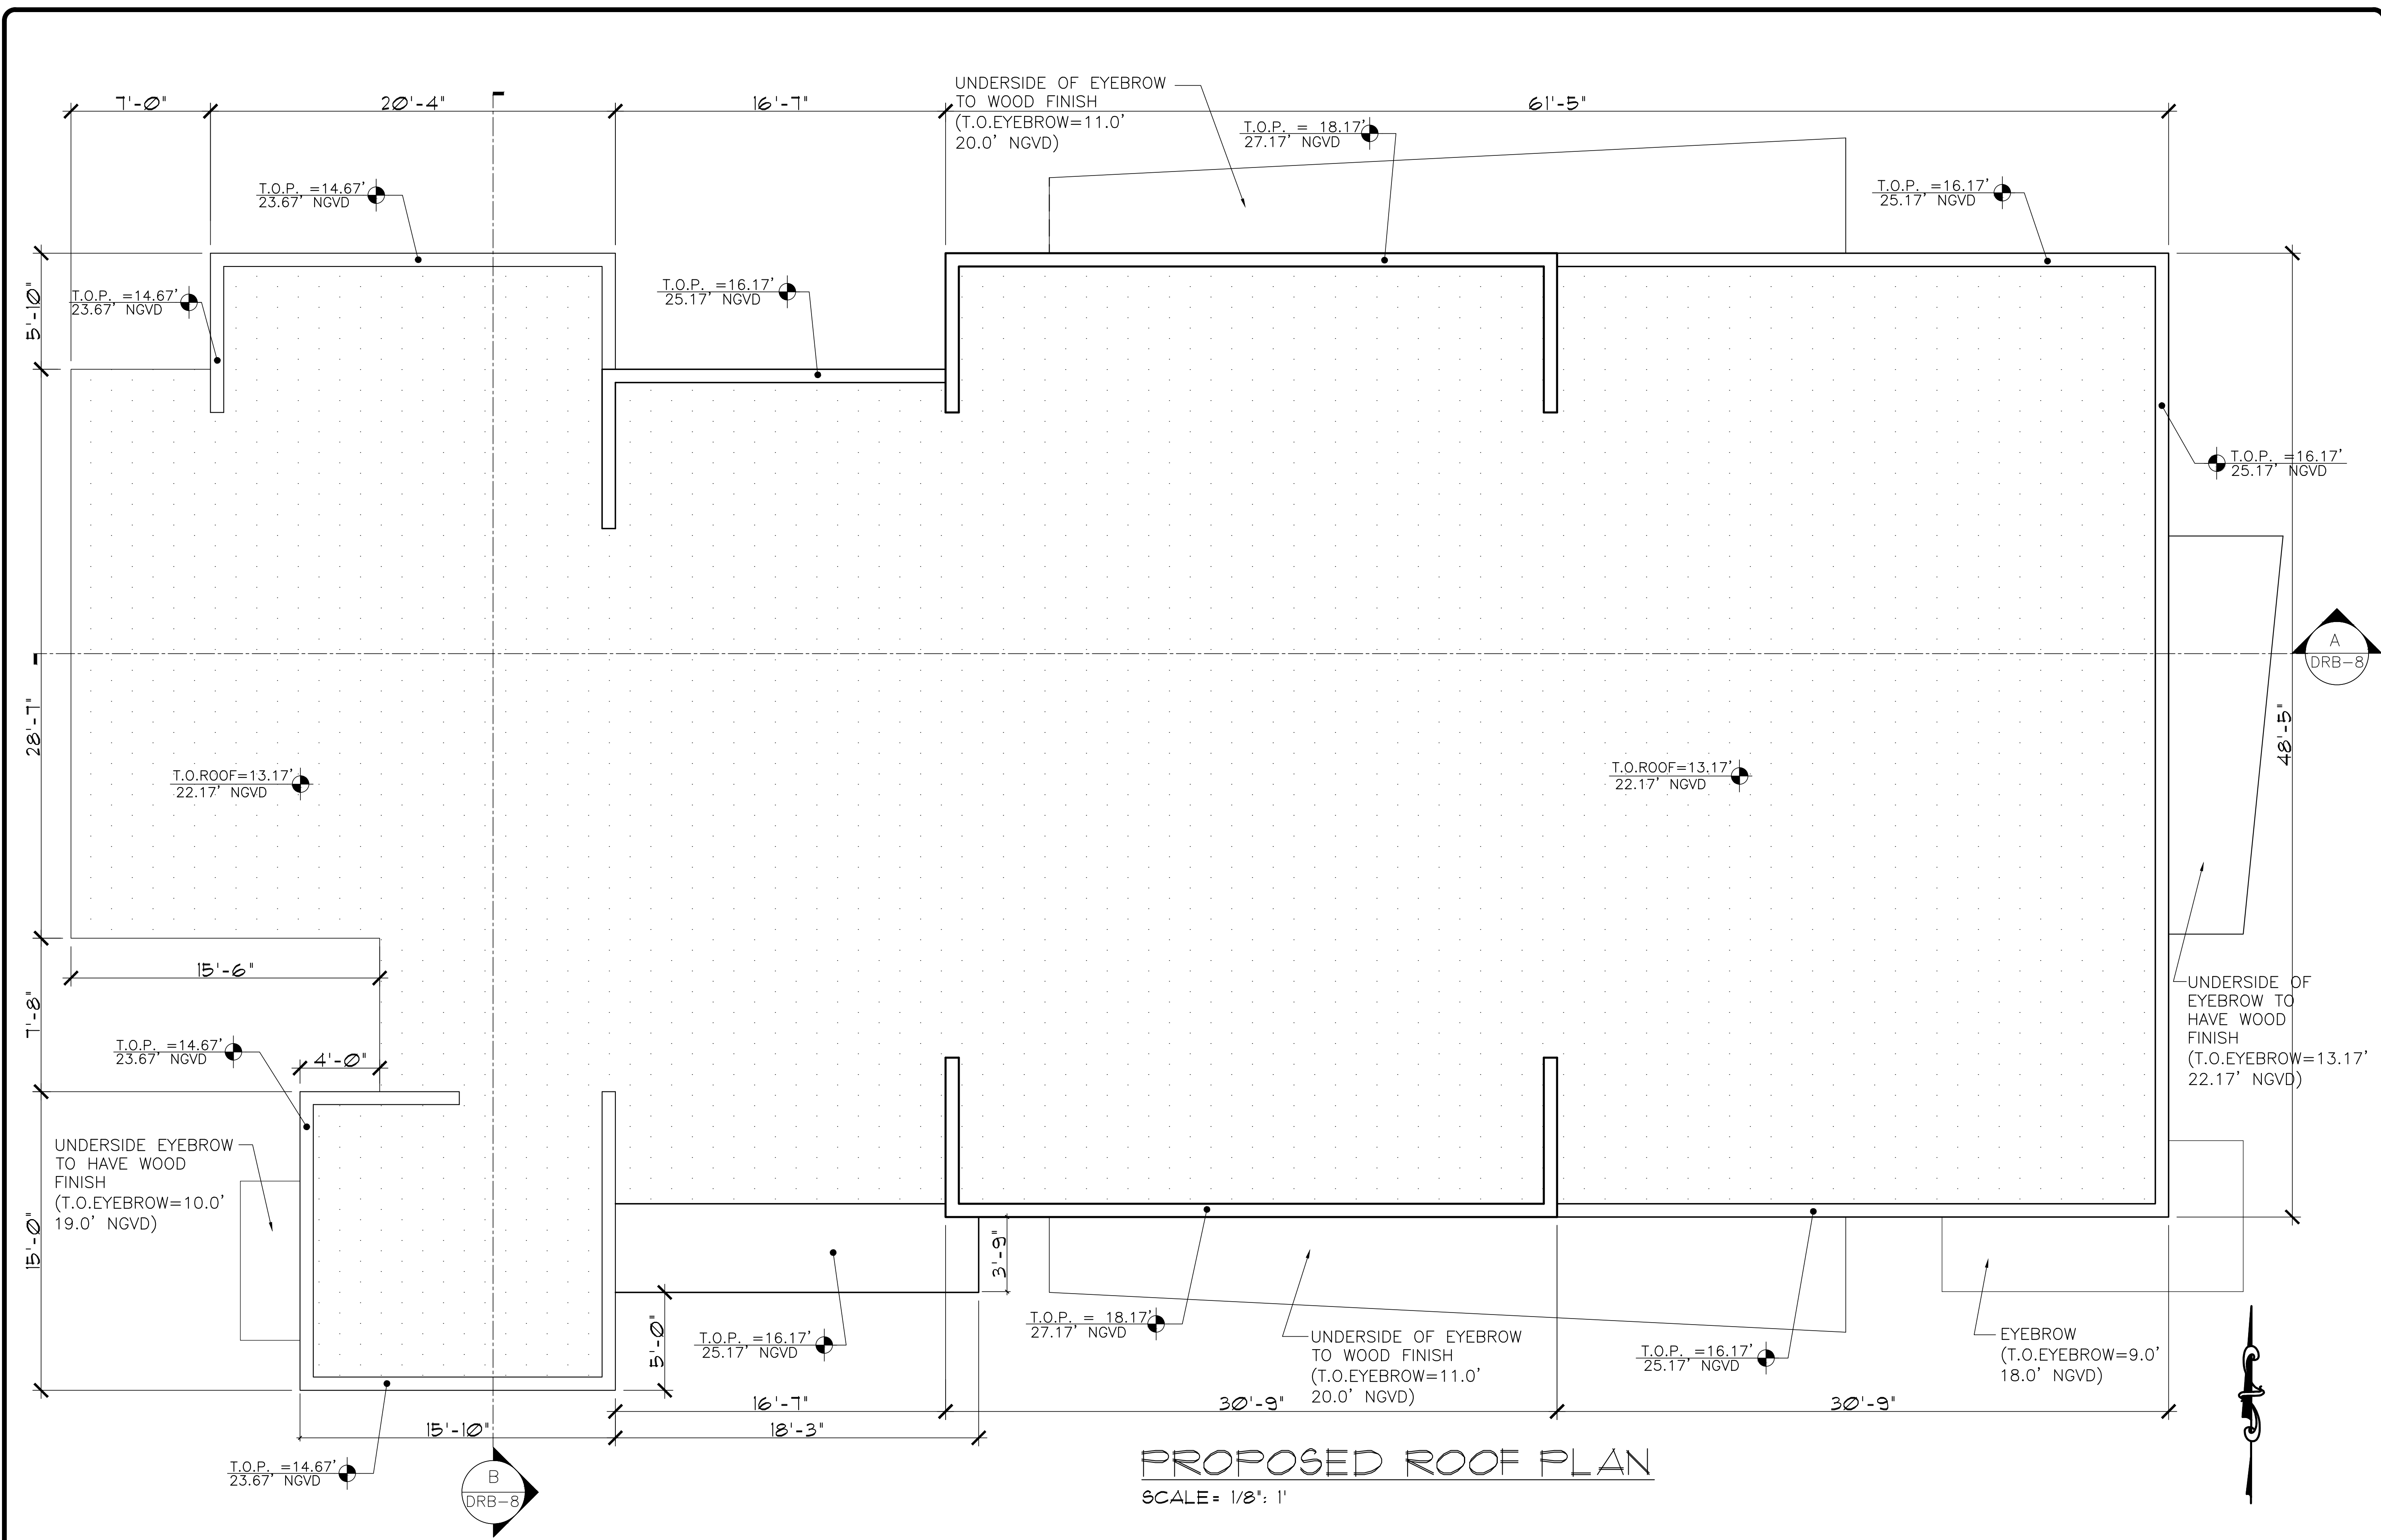 UNDERSIDE OF EYEBROW
TO WOOD FINISH
(T.O.EYEBROW=11.0'
20.0' NGVD)
7'-0"
20'-4"
16'-7"
61'-5"
T.O.P. = 18.17'
27.17' NGVD
T.O.P. =14.67'
23.67' NGVD
T.O.P. =16.17'
25.17' NGVD
5'-10"
T.O.P. =14.67'
23.67' NGVD
T.O.P. =16.17'
25.17' NGVD
T.O.P. =16.17'
25.17' NGVD
A
DRB-8
28'-7"
48'-5"
T.O.ROOF=13.17'
22.17' NGVD
T.O.ROOF=13.17'
22.17' NGVD
15'-6"
7'-8"
UNDERSIDE OF
EYEBROW TO
HAVE WOOD
FINISH
(T.O.EYEBROW=13.17'
22.17' NGVD)
T.O.P. =14.67'
23.67' NGVD
4'-0"
UNDERSIDE EYEBROW
TO HAVE WOOD
FINISH
(T.O.EYEBROW=10.0'
19.0' NGVD)
15'-0"
3'-9"
5'-0"
T.O.P. =16.17'
25.17' NGVD
T.O.P. = 18.17'
27.17' NGVD
UNDERSIDE OF EYEBROW
TO WOOD FINISH
(T.O.EYEBROW=11.0'
20.0' NGVD)
T.O.P. =16.17'
25.17' NGVD
EYEBROW
(T.O.EYEBROW=9.0'
18.0' NGVD)
16'-7"
30'-9"
30'-9"
15'-10"
18'-3"
T.O.P. =14.67'
23.67' NGVD
B
DRB-8
PROPOSED ROOF PLAN
SCALE= 1/8": 1'